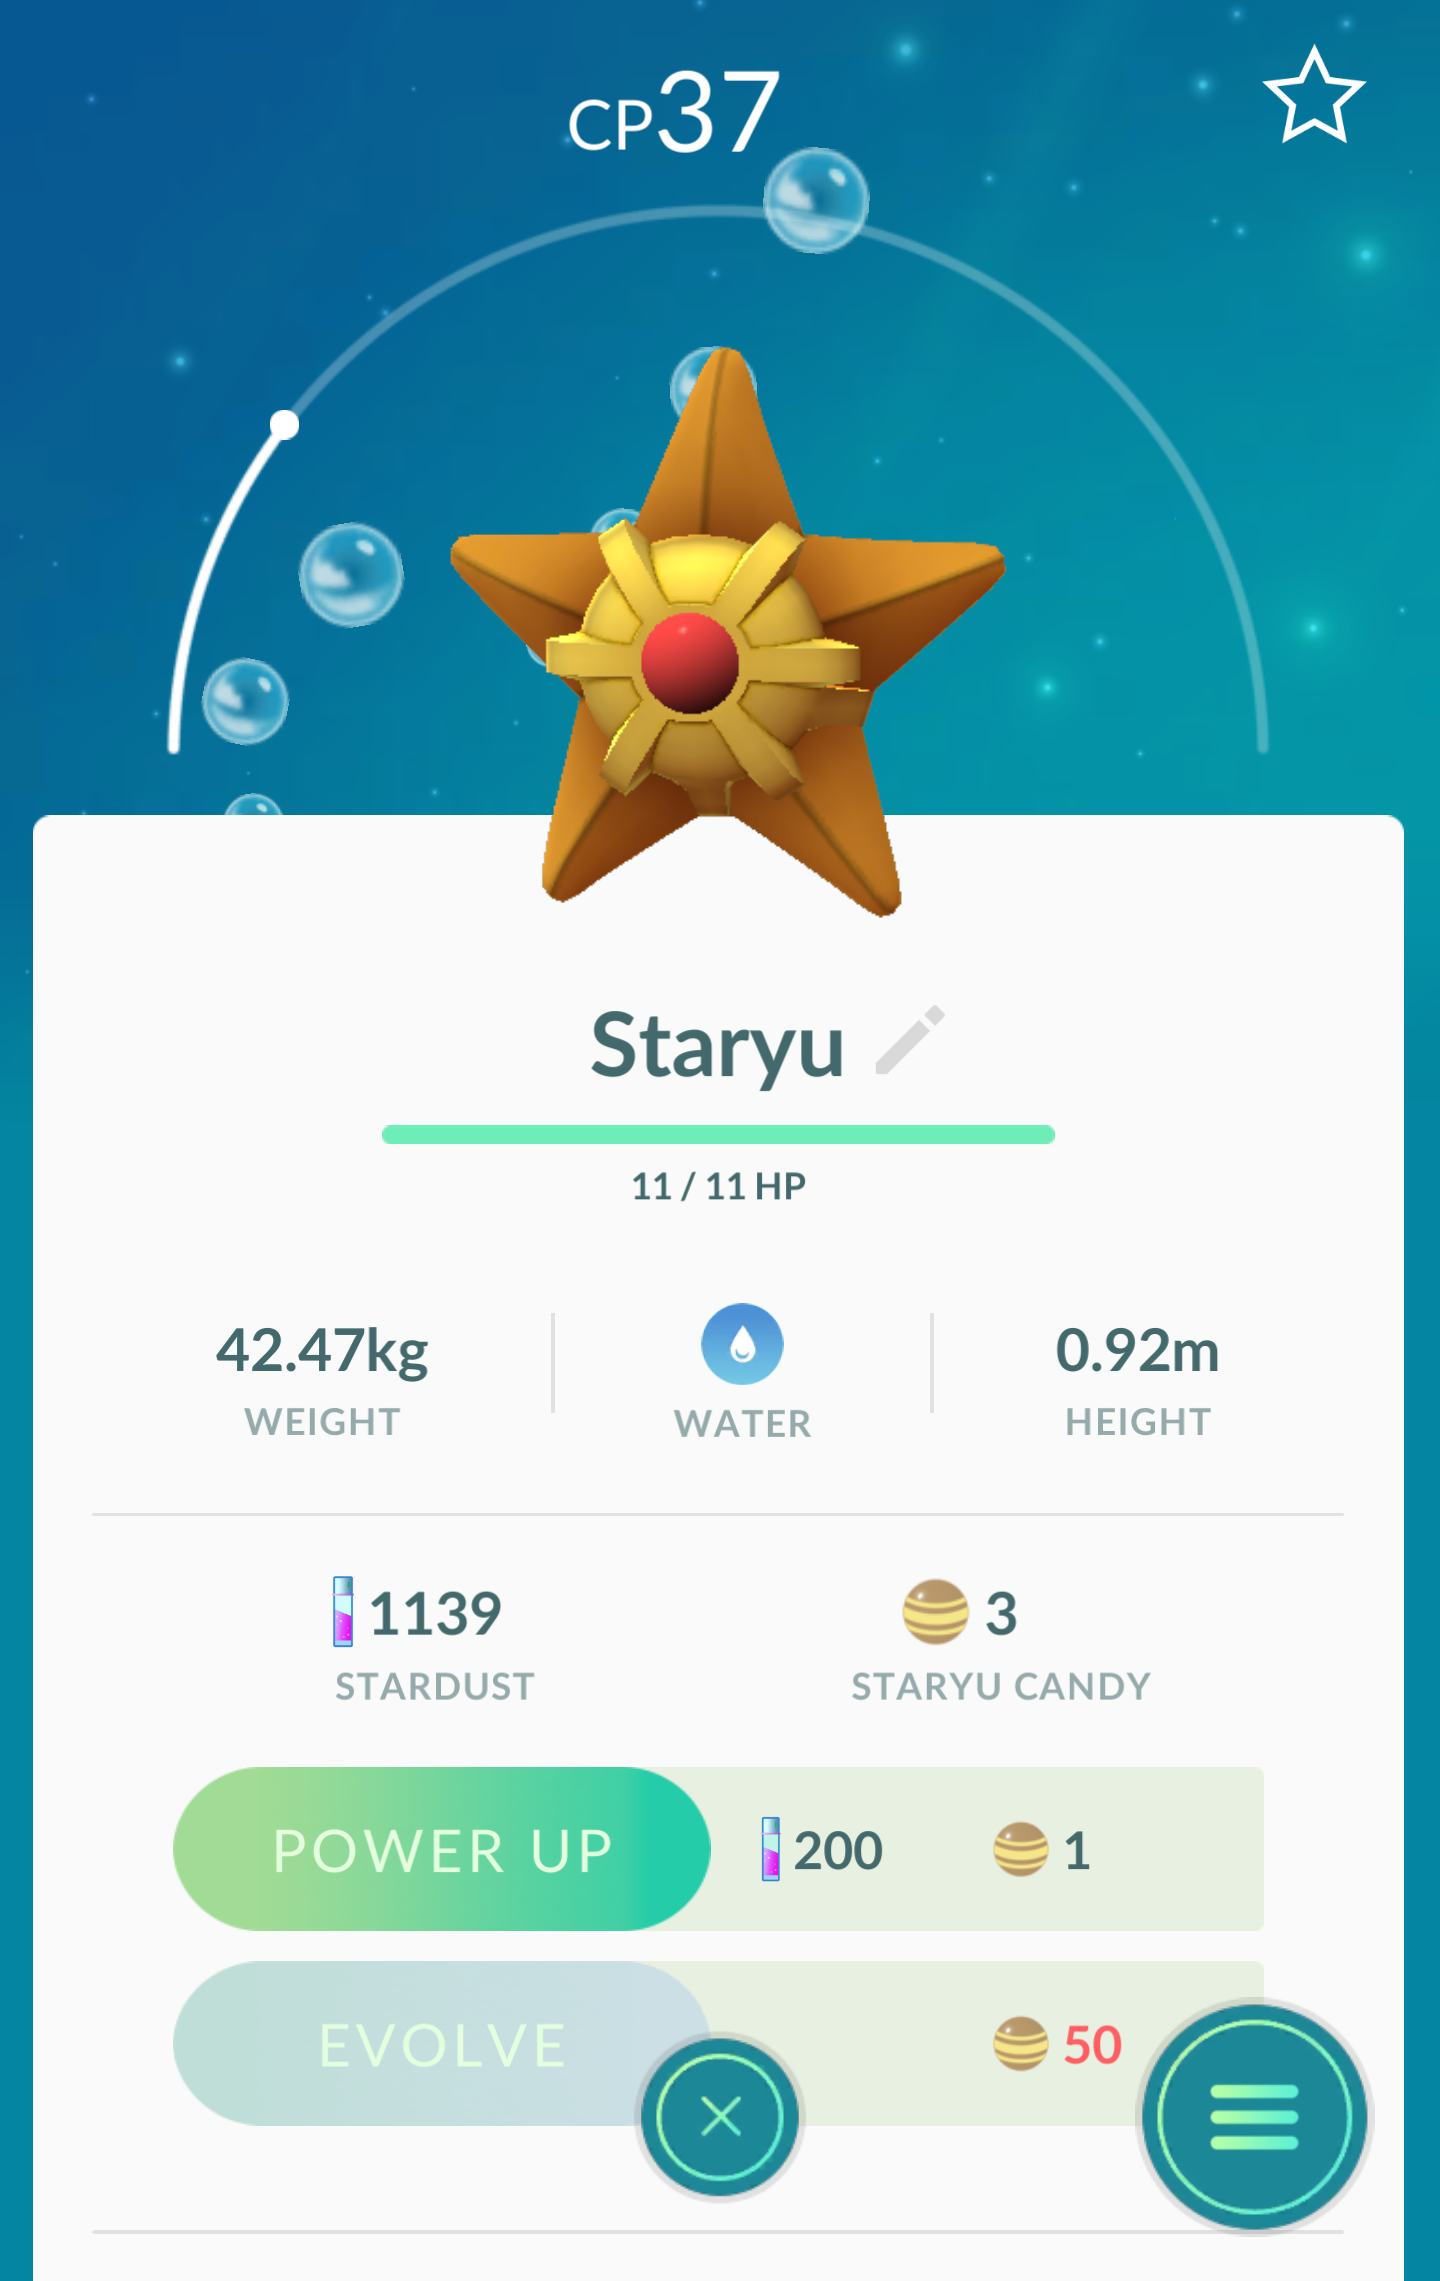 CP37
Staryu
11 / 11 HP
42.47kg
WEIGHT
WATER
0.92m
HEIGHT
1139
STARDUST
3
STARYU CANDY
POWER UP 200 1
EVOLVE 50